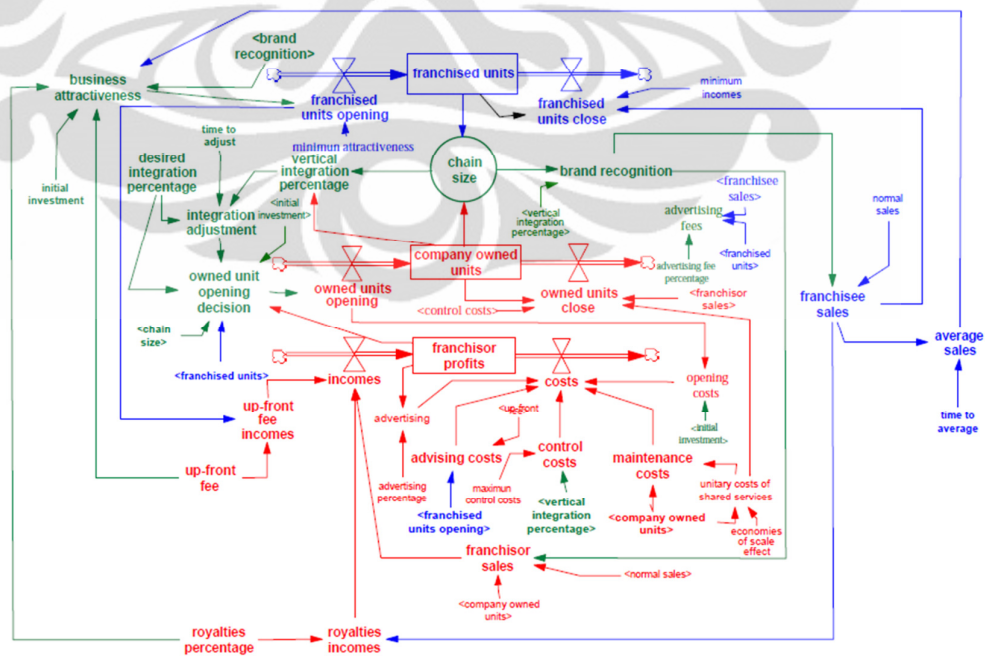 <brand
recognition>
business
attractiveness
franchised units
franchised
units opening
franchised
units close
minimum
incomes
time to
adjust
minimun attractiveness
desired
integration
percentage
vertical
integration
percentage
chain
size
brand recognition
initial
investment
<initial
investment>
integration
adjustment
<vertical
integration
percentage>
<franchisee
sales>
advertising
fees
normal
sales
<franchised
units>
advertising fee
percentage
company owned
units
owned unit
opening
decision
owned units
opening
owned units
close
<control costs>
<franchisor
sales>
franchisee
sales
<chain
size>
average
sales
franchisor
profits
<franchised units>
incomes
costs
opening
costs
time to
average
up-front
fee
incomes
advertising
<up-front
fee>
<initial
investment>
advising costs
control
costs
maintenance
costs
up-front
fee
advertising
percentage
maximun
control costs
unitary costs of
shared services
<franchised
units opening>
<vertical
integration
percentage>
<company owned
units>
economies
of scale
effect
franchisor
sales
<normal sales>
<company owned
units>
royalties
percentage
royalties
incomes